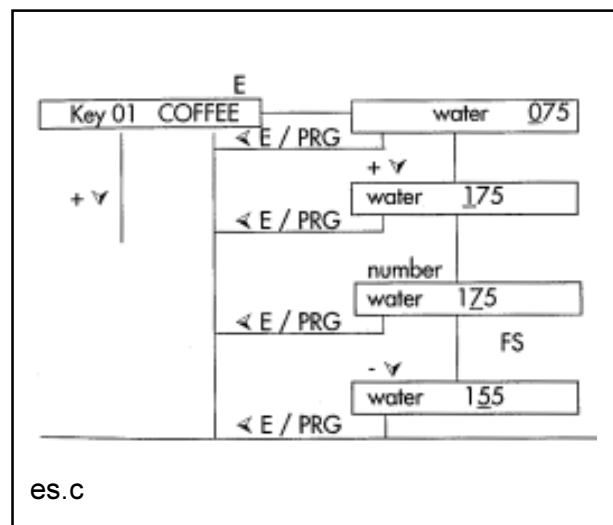 E
Key 01 COFFEE
water 075
E / PRG
+
water 175
+
E / PRG
number
water 175
E / PRG
FS
-
water 155
E / PRG
es.c